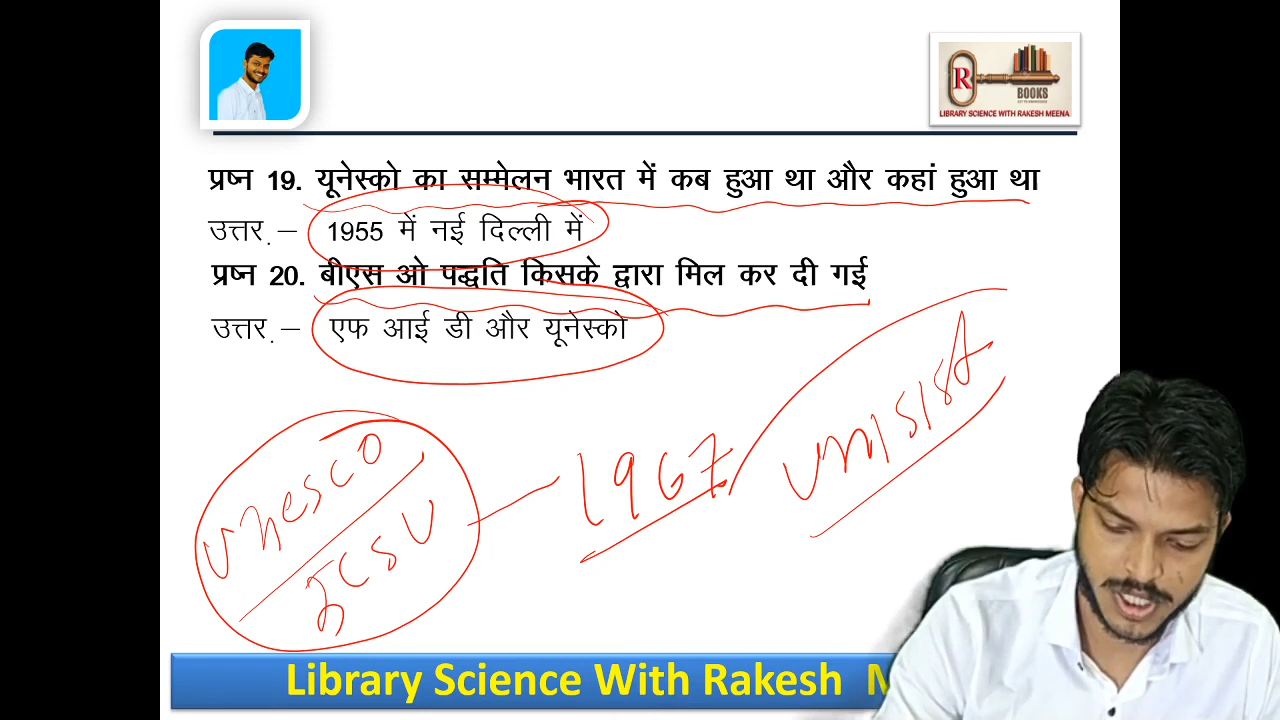 R
BOOKS
LIBRARY SCIENCE WITH RAKESH MEENA
प्रष्न 19. यूनेस्को का सम्मेलन भारत में कब हुआ था और कहां हुआ था
उत्तर.– 1955 में नई दिल्ली में
प्रष्न 20. बीएस ओ पद्धति किसके द्वारा मिल कर दी गई
उत्तर.– एफ आई डी और यूनेस्को
Unesco
ICSU
1967
UNISIST
Library Science With Rakesh M